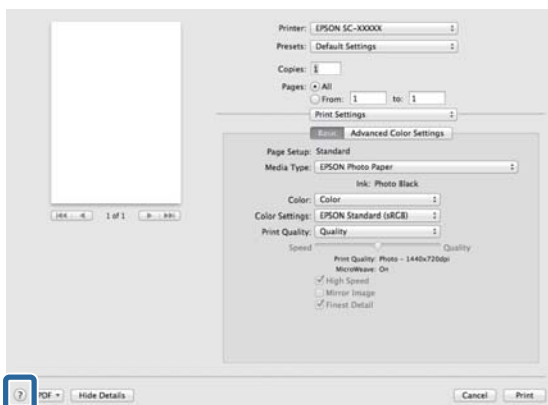 Printer: EPSON SC-XXXXX
Presets: Default Settings
Copies: 1
Pages: All
From: 1 to: 1
Print Settings
Basic Advanced Color Settings
Page Setup: Standard
Media Type: EPSON Photo Paper
Ink: Photo Black
Color: Color
Color Settings: EPSON Standard (sRGB)
Print Quality: Quality
Speed Quality
Print Quality: Photo - 1440x720dpi
MicroWeave: On
High Speed
Mirror Image
Finest Detail
1 of 1
? PDF Hide Details Cancel Print